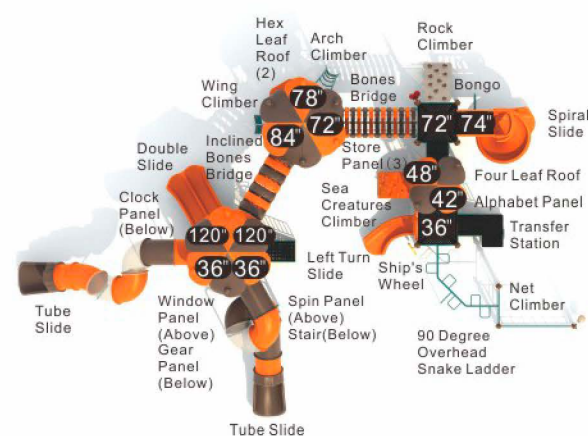 Hex
Leaf
Roof
(2)
Arch
Climber
Rock
Climber
Wing
Climber
Bones
Bridge
Bongo
78"
84"
72"
72"
74"
Spiral
Slide
Double
Slide
Inclined
Bones
Bridge
Store
Panel (3)
48"
Four Leaf Roof
Clock
Panel
(Below)
Sea
Creatures
Climber
42"
Alphabet Panel
36"
Transfer
Station
120"
120"
36"
36"
Left Turn
Slide
Ship's
Wheel
Tube
Slide
Window
Panel
(Above)
Gear
Panel
(Below)
Spin Panel
(Above)
Stair(Below)
Net
Climber
90 Degree
Overhead
Snake Ladder
Tube Slide